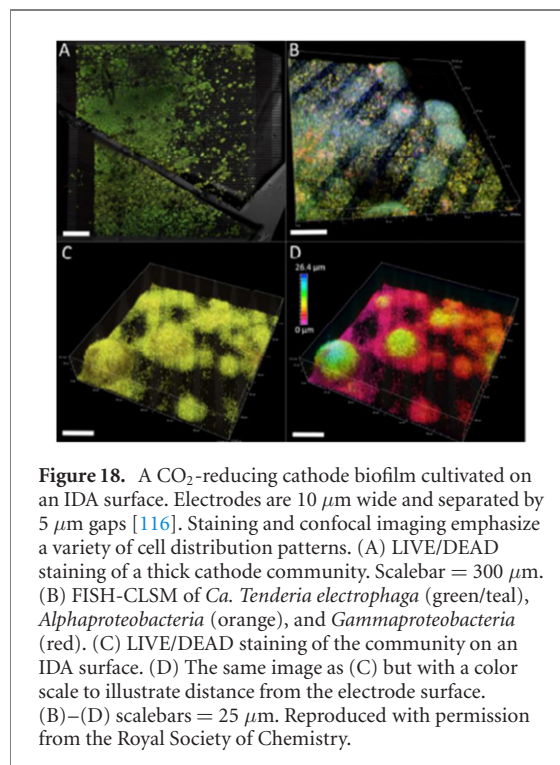 A
B
C
D
26.4 μm
0 μm
Figure 18. A CO₂-reducing cathode biofilm cultivated on
an IDA surface. Electrodes are 10 μm wide and separated by
5 μm gaps [116]. Staining and confocal imaging emphasize
a variety of cell distribution patterns. (A) LIVE/DEAD
staining of a thick cathode community. Scalebar = 300 μm.
(B) FISH-CLSM of Ca. Tenderia electrophaga (green/teal),
Alphaproteobacteria (orange), and Gammaproteobacteria
(red). (C) LIVE/DEAD staining of the community on an
IDA surface. (D) The same image as (C) but with a color
scale to illustrate distance from the electrode surface.
(B)–(D) scalebars = 25 μm. Reproduced with permission
from the Royal Society of Chemistry.